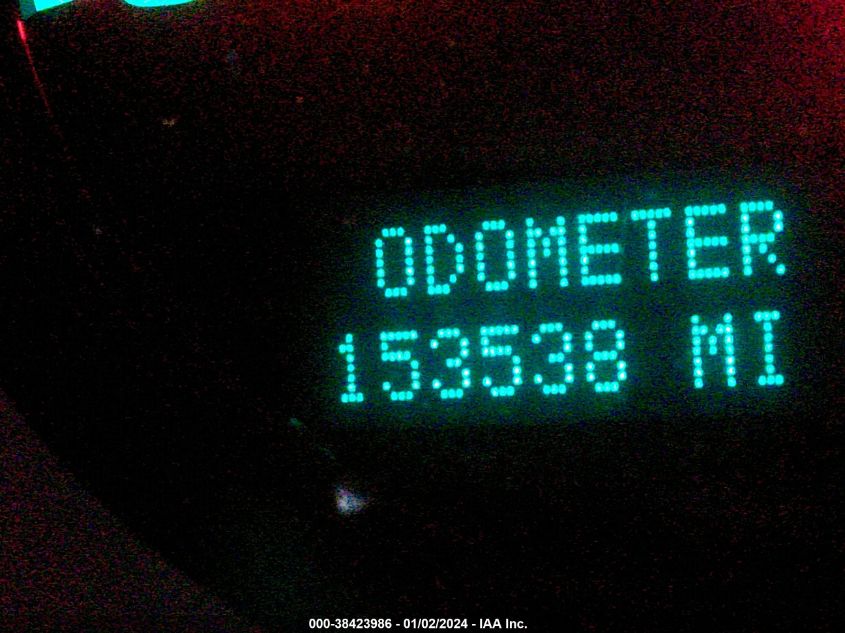 ODOMETER
153538 MI
000-38423986 - 01/02/2024 - IAA Inc.